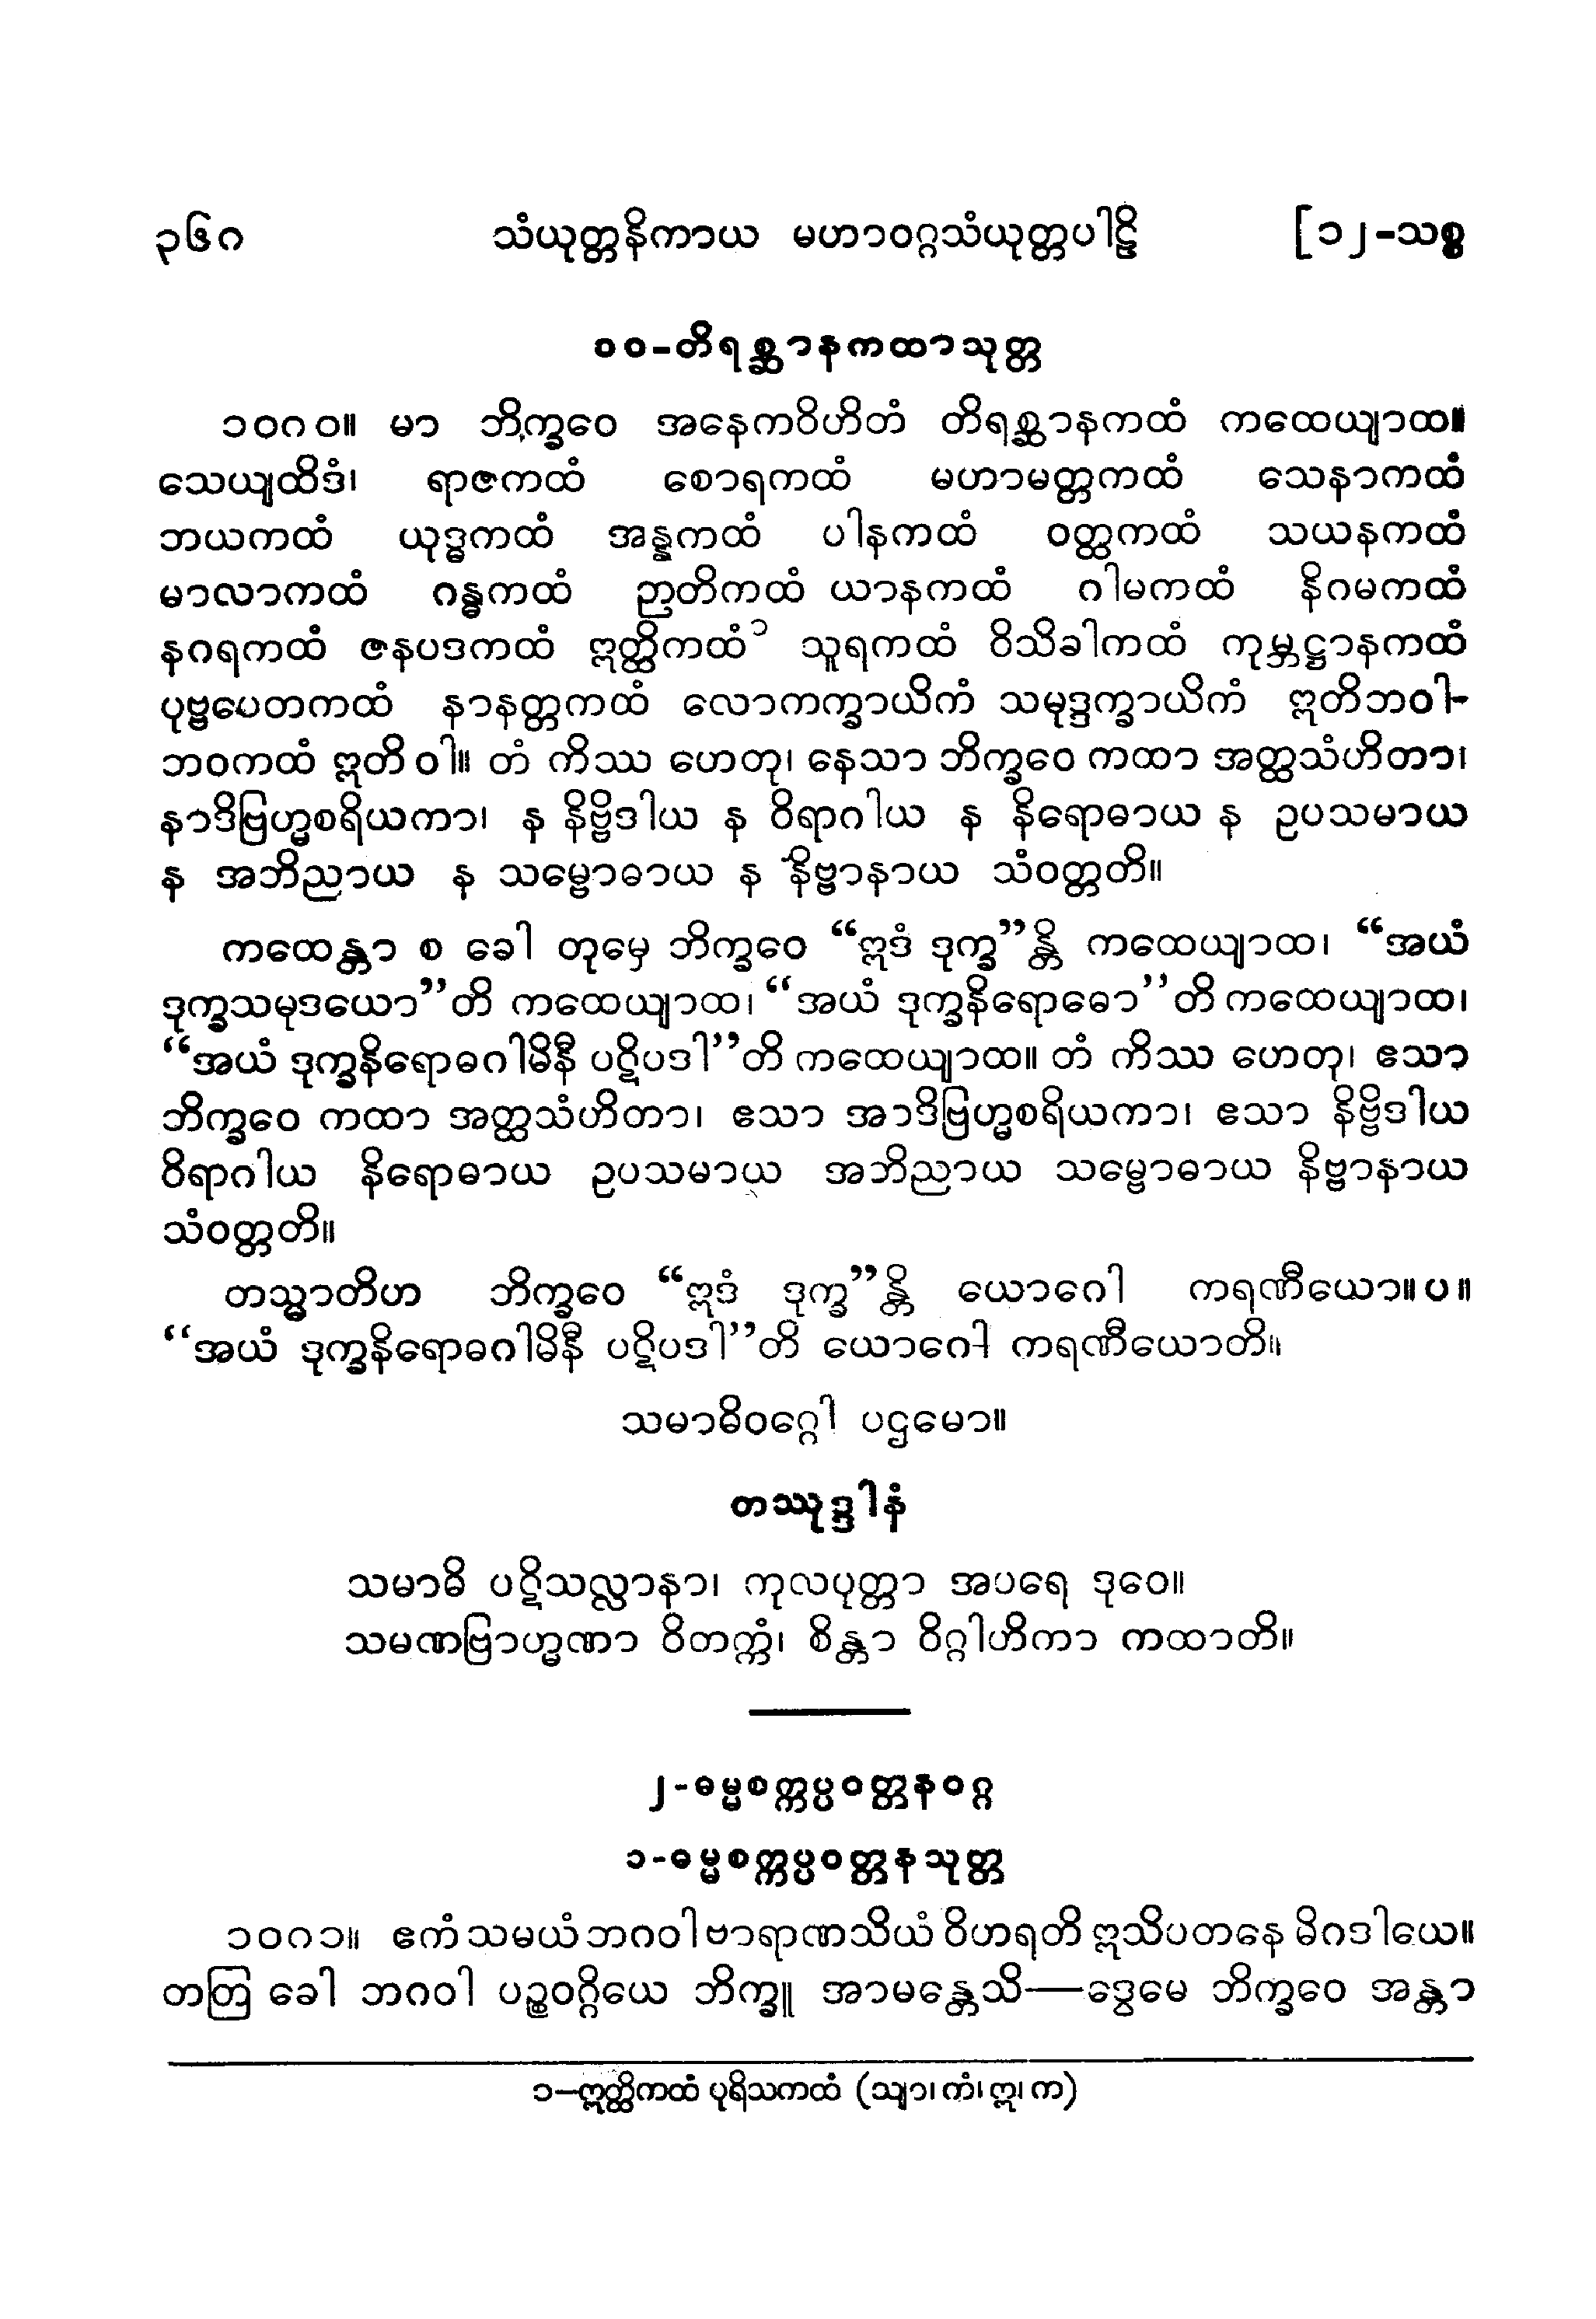 ၃၆၈ သံယုတ္တနိကာယ မဟာဝဂ္ဂသံယုတ္တပါဠိ [၁၂-သစ္စ
၁၀-တိရစ္ဆာနကထာသုတ္တ
၁၀၈၀။ မာ ဘိက္ခဝေ အနေကဝိဟိတံ တိရစ္ဆာနကထံ ကထေယျာထ။
သေယျထိဒံ၊ ရာဇကထံ စောရကထံ မဟာမတ္တကထံ သေနာကထံ
ဘယကထံ ယုဒ္ဓကထံ အန္နကထံ ပါနကထံ ဝတ္ထကထံ သယနကထံ
မာလာကထံ ဂန္ဓကထံ ဉာတိကထံ ယာနကထံ ဂါမကထံ နိဂမကထံ
နဂရကထံ ဇနပဒကထံ ဣတ္ထိကထံ၁ သူရကထံ ဝိသိခါကထံ ကုမ္ဘဋ္ဌာနကထံ
ပုဗ္ဗပေတကထံ နာနတ္တကထံ လောကက္ခာယိကံ သမုဒ္ဒက္ခာယိကံ ဣတိဘဝါ-
ဘဝကထံ ဣတိ ဝါ။ တံ ကိဿ ဟေတု၊ နေသာ ဘိက္ခဝေ ကထာ အတ္ထသံဟိတာ၊
နာဒိဗြဟ္မစရိယကာ၊ န နိဗ္ဗိဒါယ န ဝိရာဂါယ န နိရောဓာယ န ဥပသမာယ
န အဘိညာယ န သမ္ဗောဓာယ န နိဗ္ဗာနာယ သံဝတ္တတိ။
ကထေန္တာ စ ခေါ တုမှေ ဘိက္ခဝေ “ဣဒံ ဒုက္ခ”န္တိ ကထေယျာထ၊ “အယံ
ဒုက္ခသမုဒယော”တိ ကထေယျာထ၊ “အယံ ဒုက္ခနိရောဓော”တိ ကထေယျာထ၊
“အယံ ဒုက္ခနိရောဓဂါမိနီ ပဋိပဒါ”တိ ကထေယျာထ။ တံ ကိဿ ဟေတု၊ ဧသာ
ဘိက္ခဝေ ကထာ အတ္ထသံဟိတာ၊ ဧသာ အာဒိဗြဟ္မစရိယကာ၊ ဧသာ နိဗ္ဗိဒါယ
ဝိရာဂါယ နိရောဓာယ ဥပသမာယ အဘိညာယ သမ္ဗောဓာယ နိဗ္ဗာနာယ
သံဝတ္တတိ။
တသ္မာတိဟ ဘိက္ခဝေ “ဣဒံ ဒုက္ခ”န္တိ ယောဂေါ ကရဏီယော။ပ။
“အယံ ဒုက္ခနိရောဓဂါမိနီ ပဋိပဒါ”တိ ယောဂေါ ကရဏီယောတိ။
သမာဓိဝဂ္ဂေါ ပဌမော။
တဿုဒ္ဒါနံ
သမာဓိ ပဋိသလ္လာနာ၊ ကုလပုတ္တာ အပရေ ဒုဝေ။
သမဏဗြာဟ္မဏာ ဝိတက္ကံ၊ စိန္တာ ဝိဂ္ဂါဟိကာ ကထာတိ။
၂-ဓမ္မစက္ကပ္ပဝတ္တနဝဂ္ဂ
၁-ဓမ္မစက္ကပ္ပဝတ္တနသုတ္တ
၁၀၈၁။ ဧကံ သမယံ ဘဂဝါ ဗာရာဏသိယံ ဝိဟရတိ ဣသိပတနေ မိဂဒါယေ။
တတြ ခေါ ဘဂဝါ ပဉ္စဝဂ္ဂိယေ ဘိက္ခူ အာမန္တေသိ—ဒွေမေ ဘိက္ခဝေ အန္တာ
၁—ဣတ္ထိကထံ ပုရိသကထံ (သျာ၊ ကံ၊ ဣ၊ က)